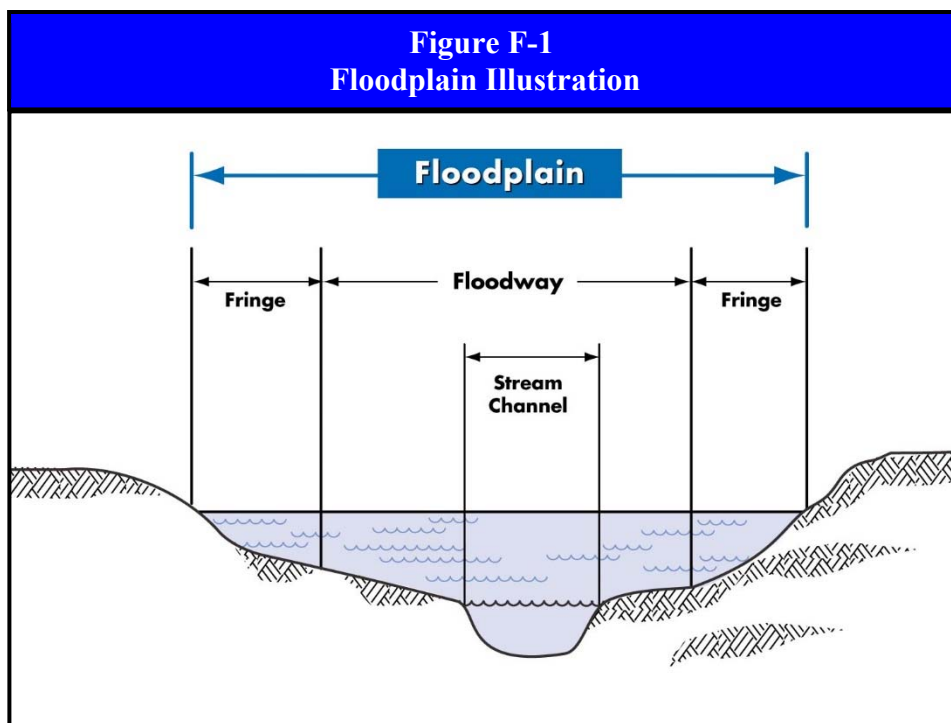 Figure F-1
Floodplain Illustration
Floodplain
Fringe
Floodway
Fringe
Stream
Channel